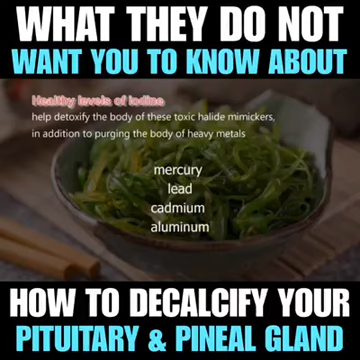 WHAT THEY DO NOT
WANT YOU TO KNOW ABOUT
Healthy levels of Iodine
help detoxify the body of these toxic halide mimickers,
in addition to purging the body of heavy metals
mercury
lead
cadmium
aluminum
HOW TO DECALCIFY YOUR
PITUITARY & PINEAL GLAND